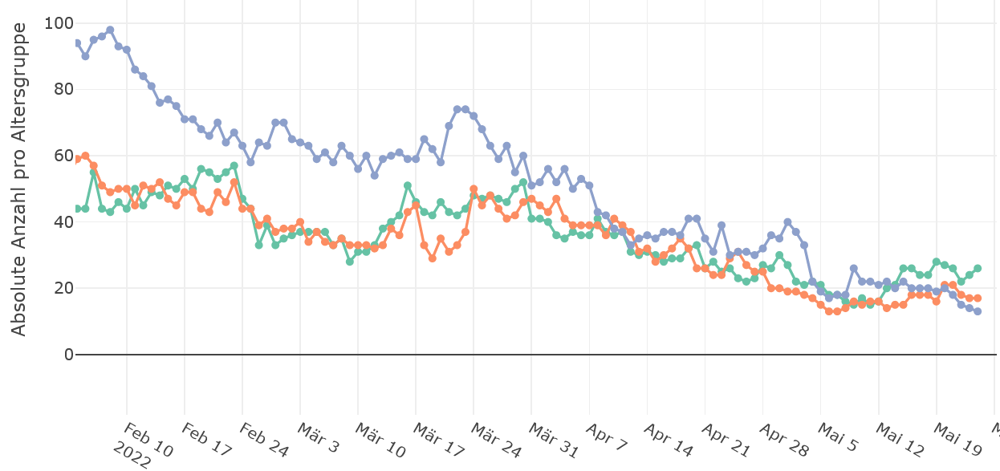 Absolute Anzahl pro Altersgruppe
100
80
60
40
20
0
Feb 10
2022
Feb 17
Feb 24
Mär 3
Mär 10
Mär 17
Mär 24
Mär 31
Apr 7
Apr 14
Apr 21
Apr 28
Mai 5
Mai 12
Mai 19